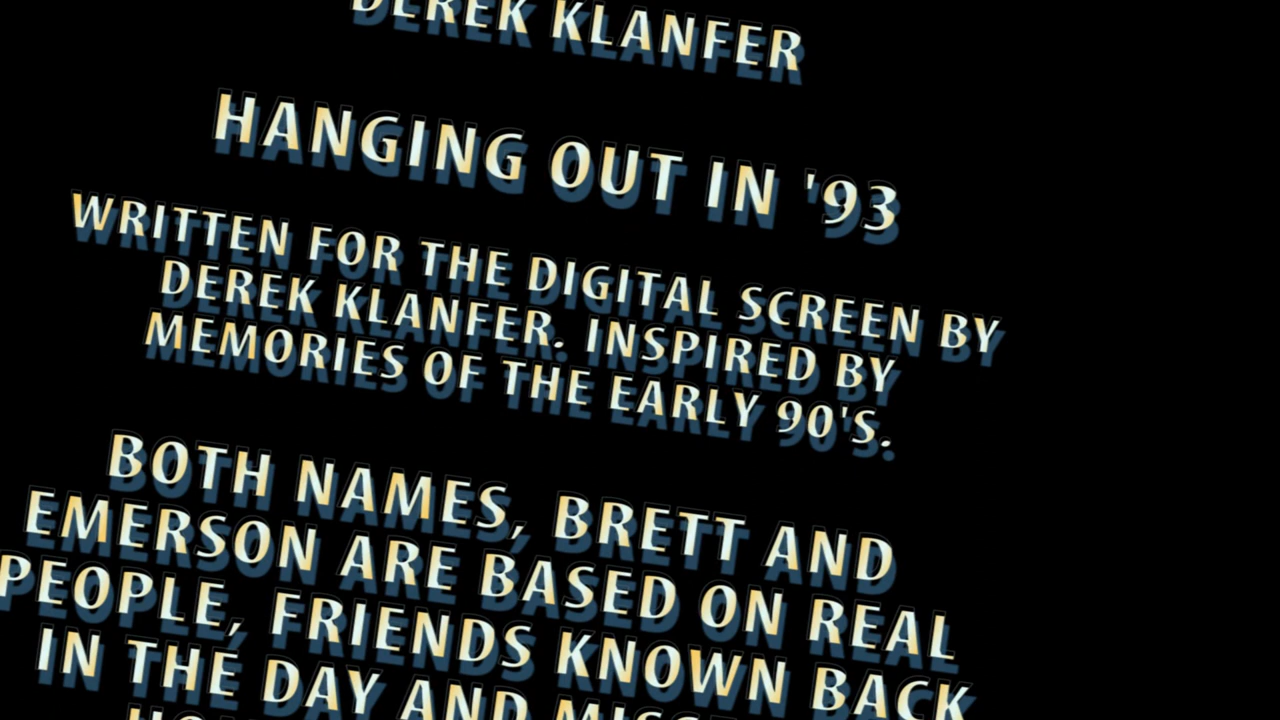 DEREK KLANFER
HANGING OUT IN '93
WRITTEN FOR THE DIGITAL SCREEN BY
DEREK KLANFER. INSPIRED BY
MEMORIES OF THE EARLY 90'S.
BOTH NAMES, BRETT AND
EMERSON ARE BASED ON REAL
PEOPLE, FRIENDS KNOWN BACK
IN THE DAY AND